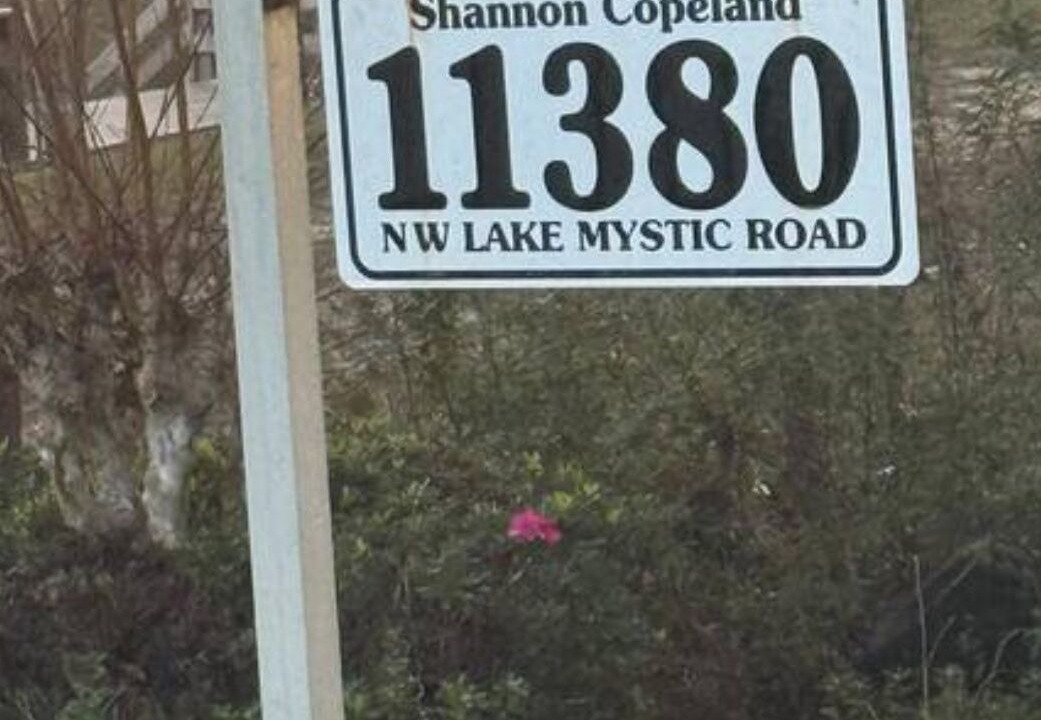 Shannon Copeland
11380
NW LAKE MYSTIC ROAD